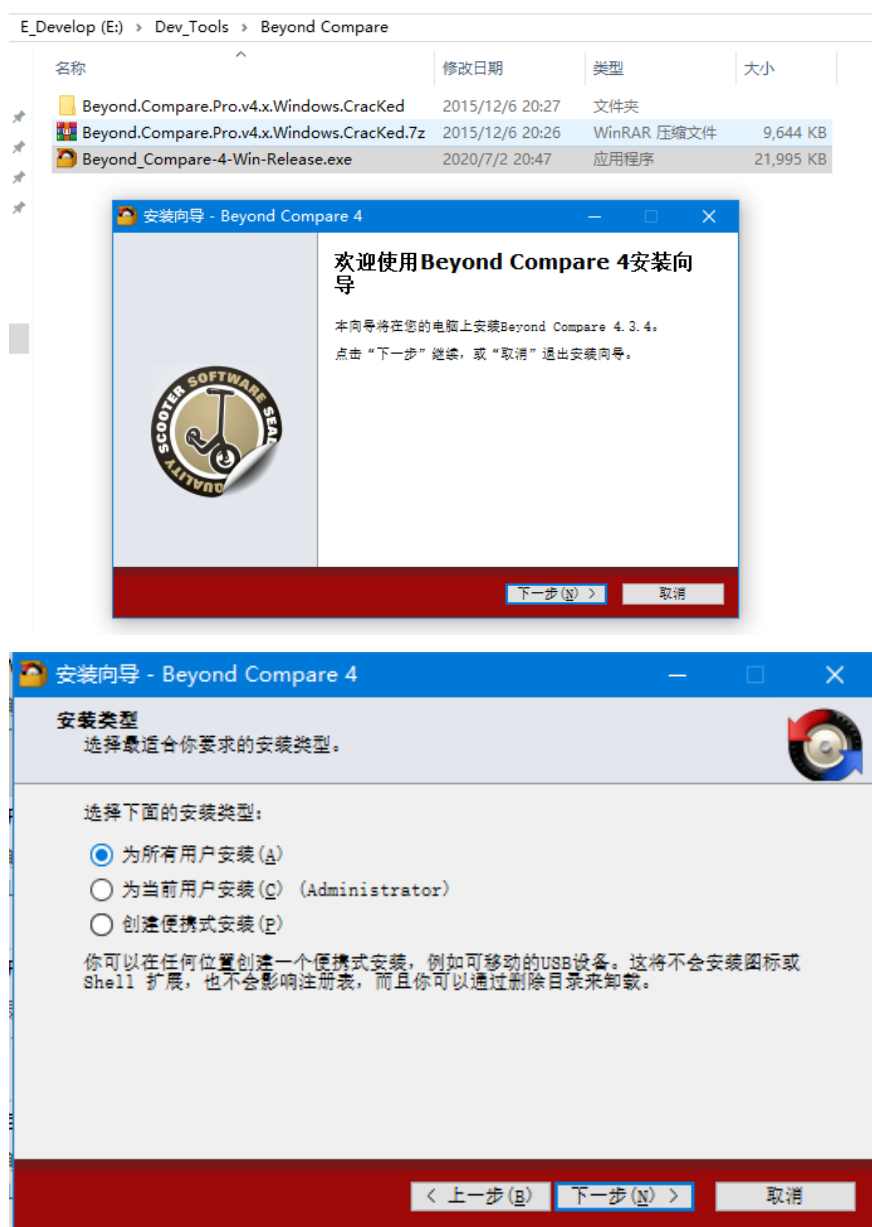 E_Develop (E:) › Dev_Tools › Beyond Compare
名称 修改日期 类型 大小
Beyond.Compare.Pro.v4.x.Windows.CracKed 2015/12/6 20:27 文件夹
Beyond.Compare.Pro.v4.x.Windows.CracKed.7z 2015/12/6 20:26 WinRAR 压缩文件 9,644 KB
Beyond_Compare-4-Win-Release.exe 2020/7/2 20:47 应用程序 21,995 KB
安装向导 - Beyond Compare 4
欢迎使用Beyond Compare 4安装向
导
本向导将在您的电脑上安装Beyond Compare 4.3.4。
点击“下一步”继续，或“取消”退出安装向导。
SCOOTER SOFTWARE SEAL
QUALITY
下一步(N) > 取消
安装向导 - Beyond Compare 4
安装类型
选择最适合你要求的安装类型。
选择下面的安装类型:
为所有用户安装(A)
为当前用户安装(C) (Administrator)
创建便携式安装(P)
你可以在任何位置创建一个便携式安装，例如可移动的USB设备。这将不会安装图标或
Shell 扩展，也不会影响注册表，而且你可以通过删除目录来卸载。
< 上一步(B) 下一步(N) > 取消